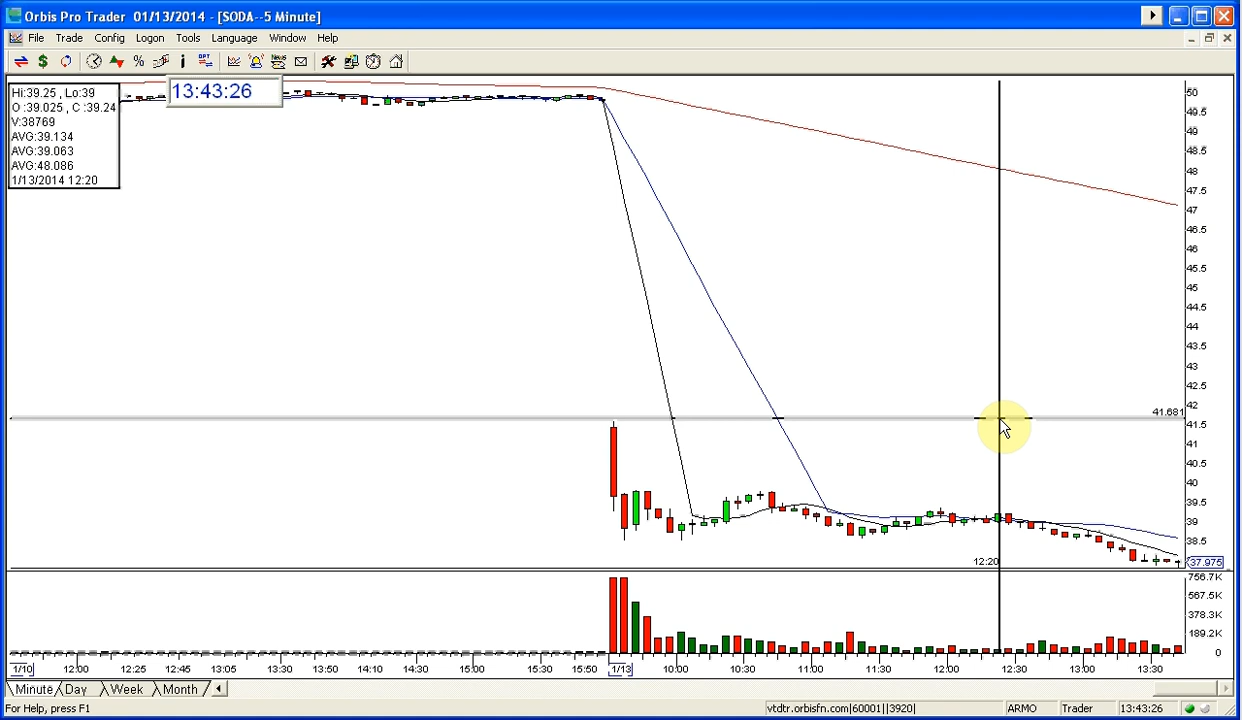 Orbis Pro Trader 01/13/2014 - [SODA--5 Minute]
File Trade Config Logon Tools Language Window Help
OPT
News
Hi:39.25 , Lo:39
O :39.025 , C :39.24
V:38769
AVG:39.134
AVG:39.063
AVG:48.086
1/13/2014 12:20
13:43:26
50
49.5
49
48.5
48
47.5
47
46.5
46
45.5
45
44.5
44
43.5
43
42.5
42
41.681
41.5
41
40.5
40
39.5
39
38.5
12:20
37.975
756.7K
567.5K
378.3K
189.2K
0
1/10 12:00 12:25 12:45 13:05 13:30 13:50 14:10 14:30 15:00 15:30 15:50 1/13 10:00 10:30 11:00 11:30 12:00 12:30 13:00 13:30
Minute Day Week Month
For Help, press F1
vtdtr.orbisfn.com|60001||3920|
ARMO
Trader
13:43:26